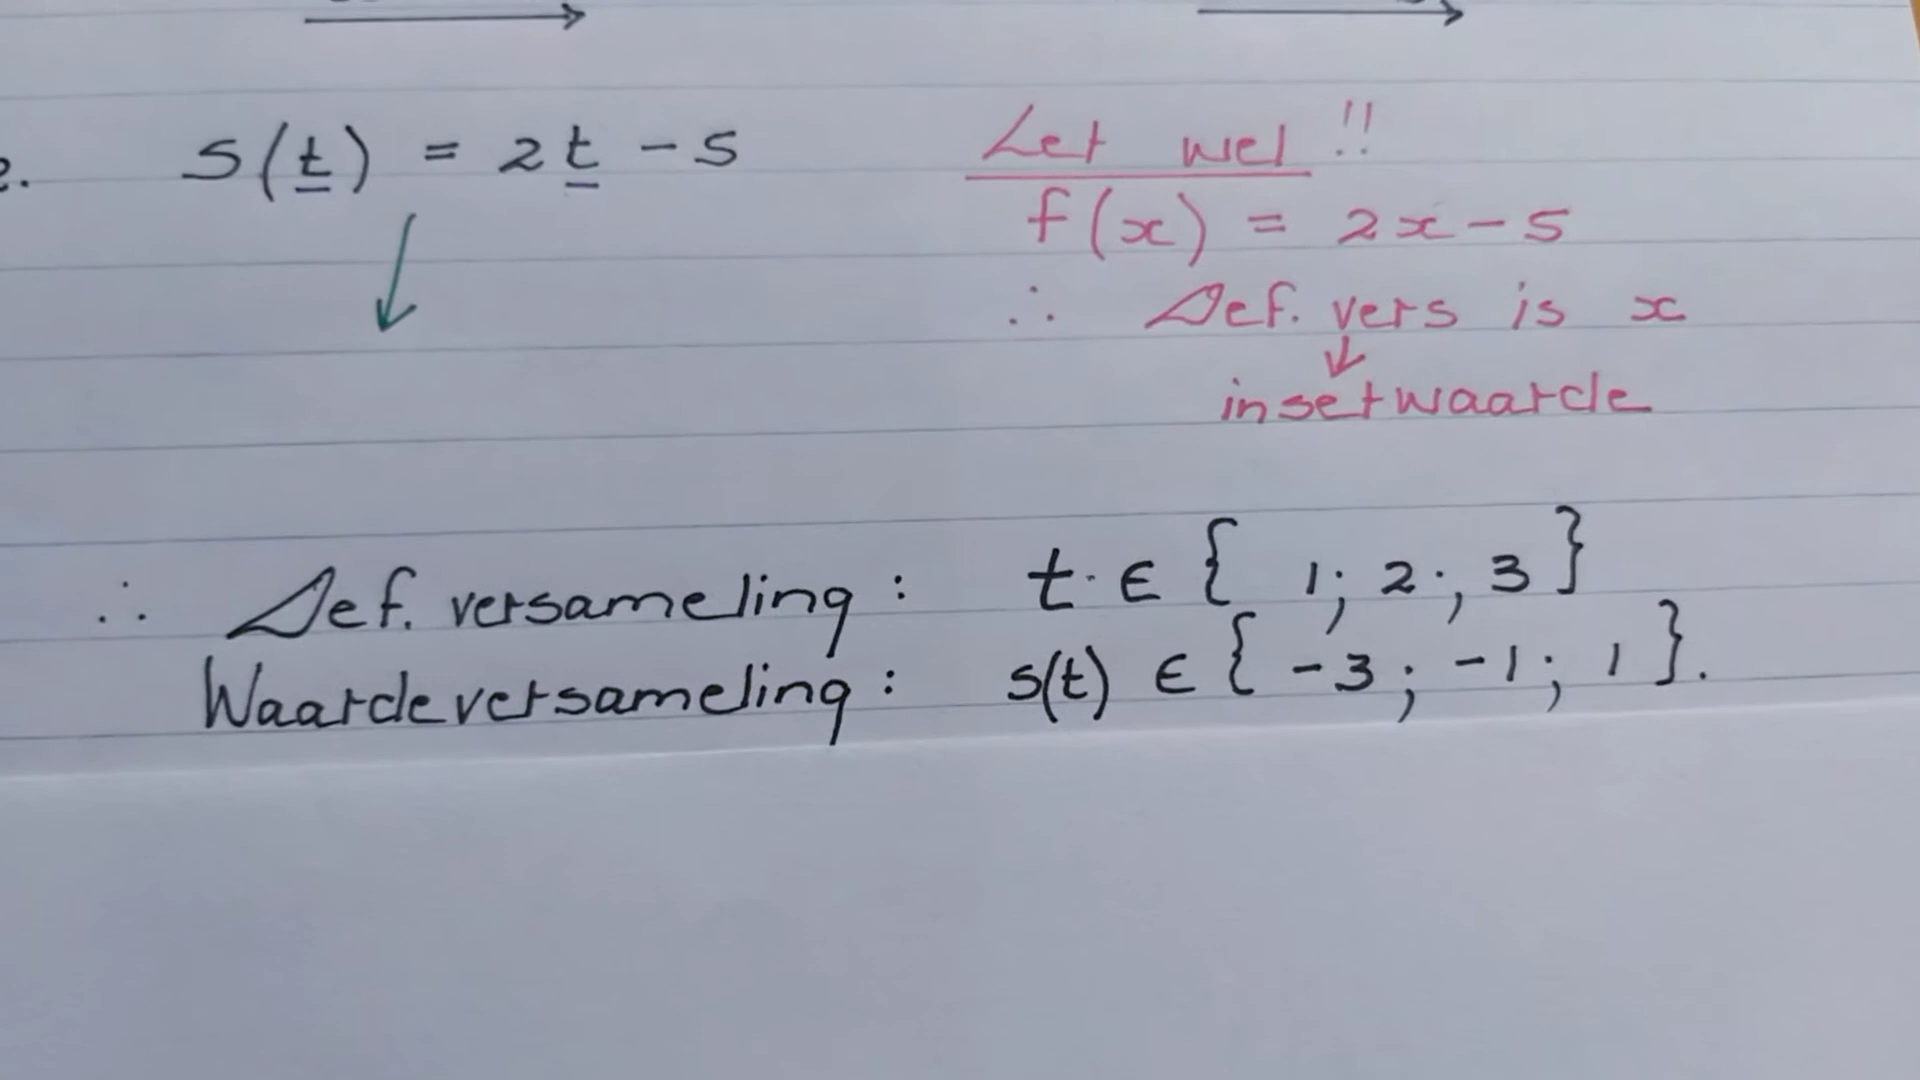 s(t) = 2t - 5
Let wel !!
f(x) = 2x - 5
∴ Def. vers is x
insetwaarde
∴ Def. versameling : t ∈ { 1; 2; 3 }
Waardeversameling : s(t) ∈ { -3 ; -1 ; 1 }.